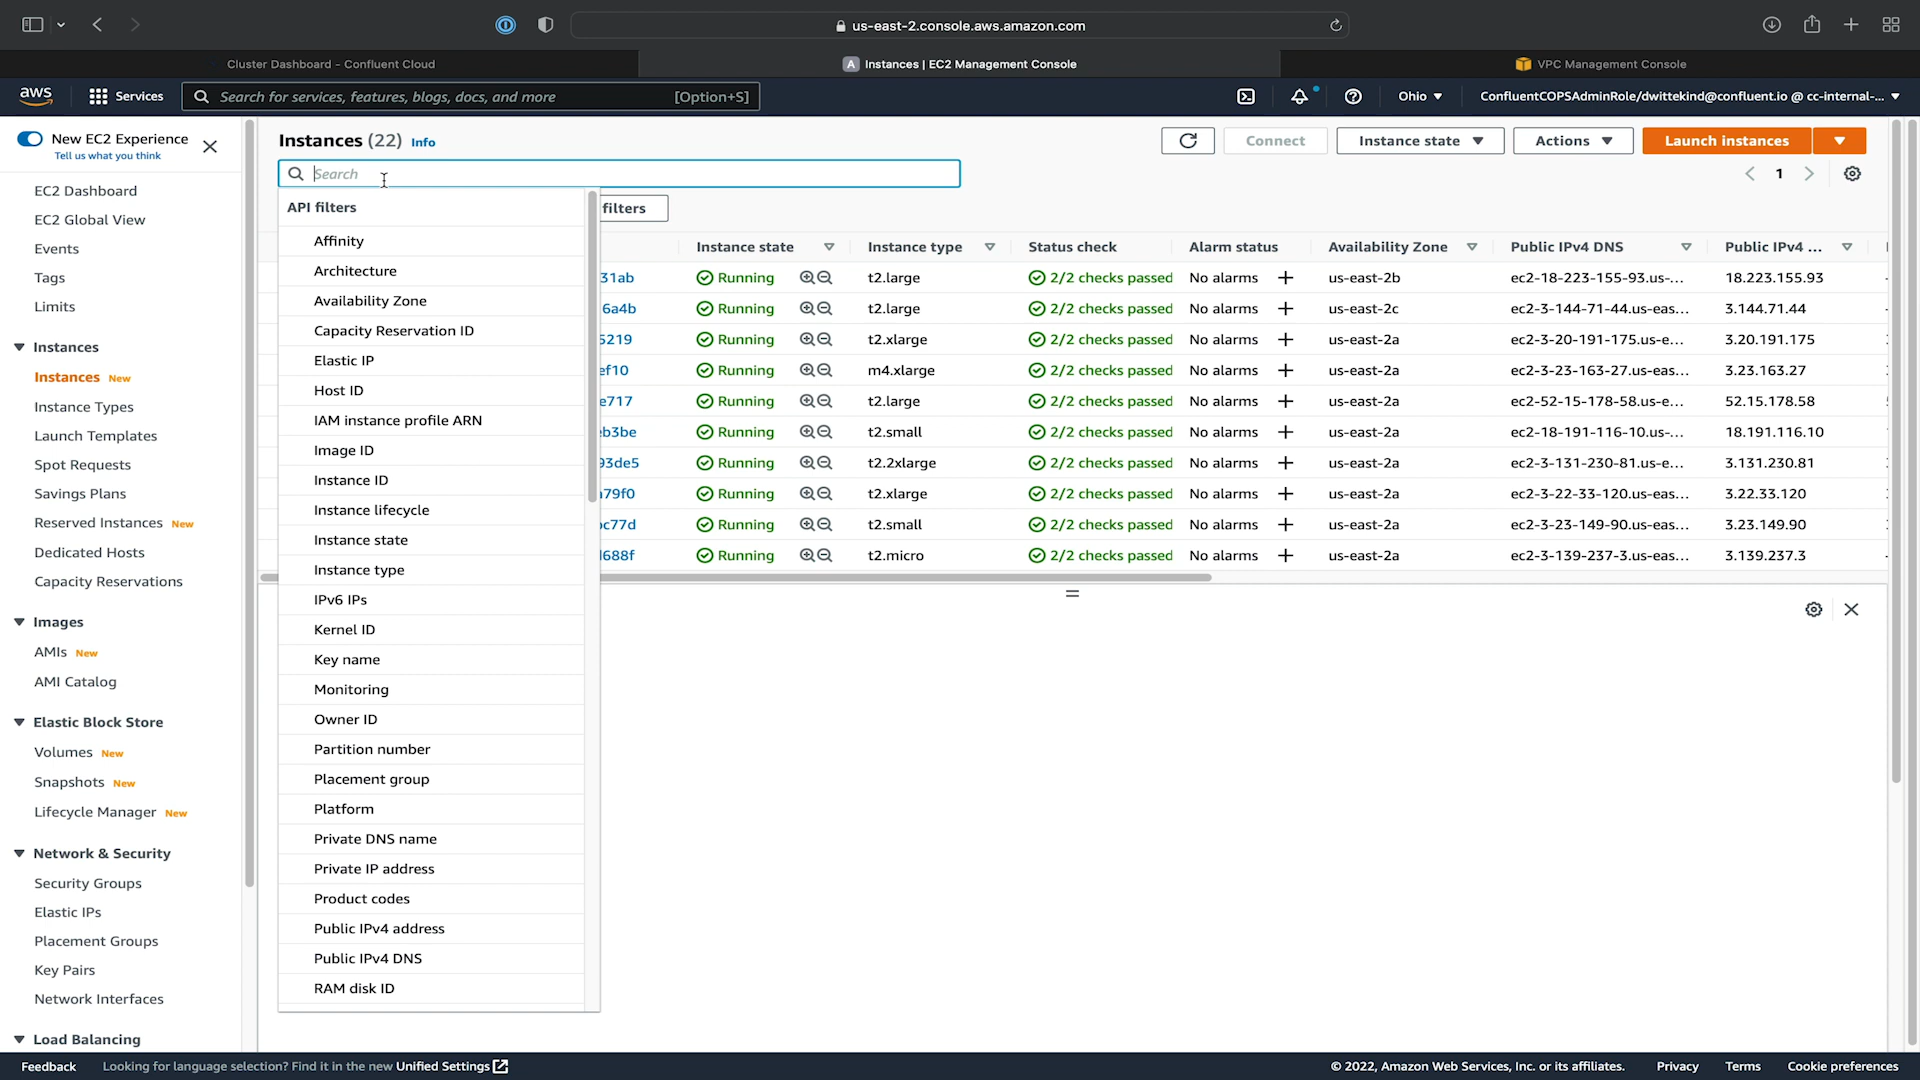 us-east-2.console.aws.amazon.com
Cluster Dashboard - Confluent Cloud
A Instances | EC2 Management Console
VPC Management Console
aws Services Search for services, features, blogs, docs, and more [Option+S] Ohio ConfluentCOPSAdminRole/dwittekind@confluent.io @ cc-internal-...
New EC2 Experience
Tell us what you think
EC2 Dashboard
EC2 Global View
Events
Tags
Limits
Instances
Instances New
Instance Types
Launch Templates
Spot Requests
Savings Plans
Reserved Instances New
Dedicated Hosts
Capacity Reservations
Images
AMIs New
AMI Catalog
Elastic Block Store
Volumes New
Snapshots New
Lifecycle Manager New
Network & Security
Security Groups
Elastic IPs
Placement Groups
Key Pairs
Network Interfaces
Load Balancing
Instances (22) Info
Connect Instance state Actions Launch instances
Search
1
filters
API filters
Affinity
Architecture
Availability Zone
Capacity Reservation ID
Elastic IP
Host ID
IAM instance profile ARN
Image ID
Instance ID
Instance lifecycle
Instance state
Instance type
IPv6 IPs
Kernel ID
Key name
Monitoring
Owner ID
Partition number
Placement group
Platform
Private DNS name
Private IP address
Product codes
Public IPv4 address
Public IPv4 DNS
RAM disk ID
Instance state Instance type Status check Alarm status Availability Zone Public IPv4 DNS Public IPv4 ...
31ab Running t2.large 2/2 checks passed No alarms us-east-2b ec2-18-223-155-93.us-... 18.223.155.93
6a4b Running t2.large 2/2 checks passed No alarms us-east-2c ec2-3-144-71-44.us-eas... 3.144.71.44
5219 Running t2.xlarge 2/2 checks passed No alarms us-east-2a ec2-3-20-191-175.us-e... 3.20.191.175
ef10 Running m4.xlarge 2/2 checks passed No alarms us-east-2a ec2-3-23-163-27.us-eas... 3.23.163.27
e717 Running t2.large 2/2 checks passed No alarms us-east-2a ec2-52-15-178-58.us-e... 52.15.178.58
b3be Running t2.small 2/2 checks passed No alarms us-east-2a ec2-18-191-116-10.us-... 18.191.116.10
93de5 Running t2.2xlarge 2/2 checks passed No alarms us-east-2a ec2-3-131-230-81.us-e... 3.131.230.81
79f0 Running t2.xlarge 2/2 checks passed No alarms us-east-2a ec2-3-22-33-120.us-eas... 3.22.33.120
c77d Running t2.small 2/2 checks passed No alarms us-east-2a ec2-3-23-149-90.us-eas... 3.23.149.90
688f Running t2.micro 2/2 checks passed No alarms us-east-2a ec2-3-139-237-3.us-eas... 3.139.237.3
Feedback Looking for language selection? Find it in the new Unified Settings © 2022, Amazon Web Services, Inc. or its affiliates. Privacy Terms Cookie preferences